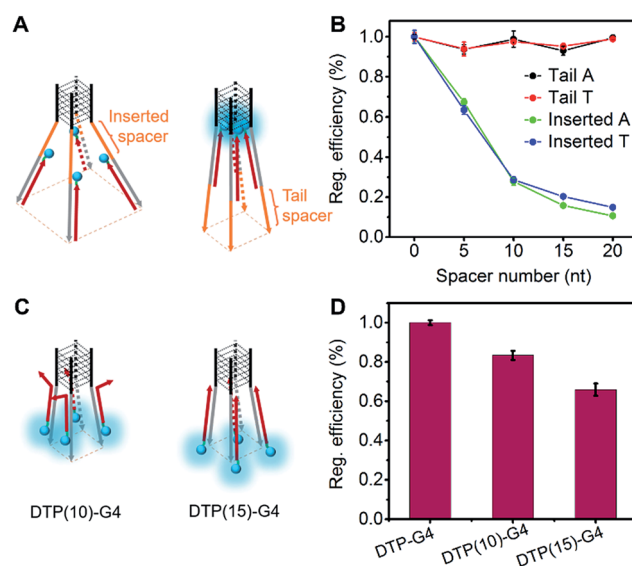 A
Inserted
spacer
Tail
spacer
B
Reg. efficiency (%)
1.0
0.8
0.6
0.4
0.2
0.0
Tail A
Tail T
Inserted A
Inserted T
0 5 10 15 20
Spacer number (nt)
C
DTP(10)-G4 DTP(15)-G4
D
Reg. efficiency (%)
1.0
0.8
0.6
0.4
0.2
0.0
DTP-G4 DTP(10)-G4 DTP(15)-G4